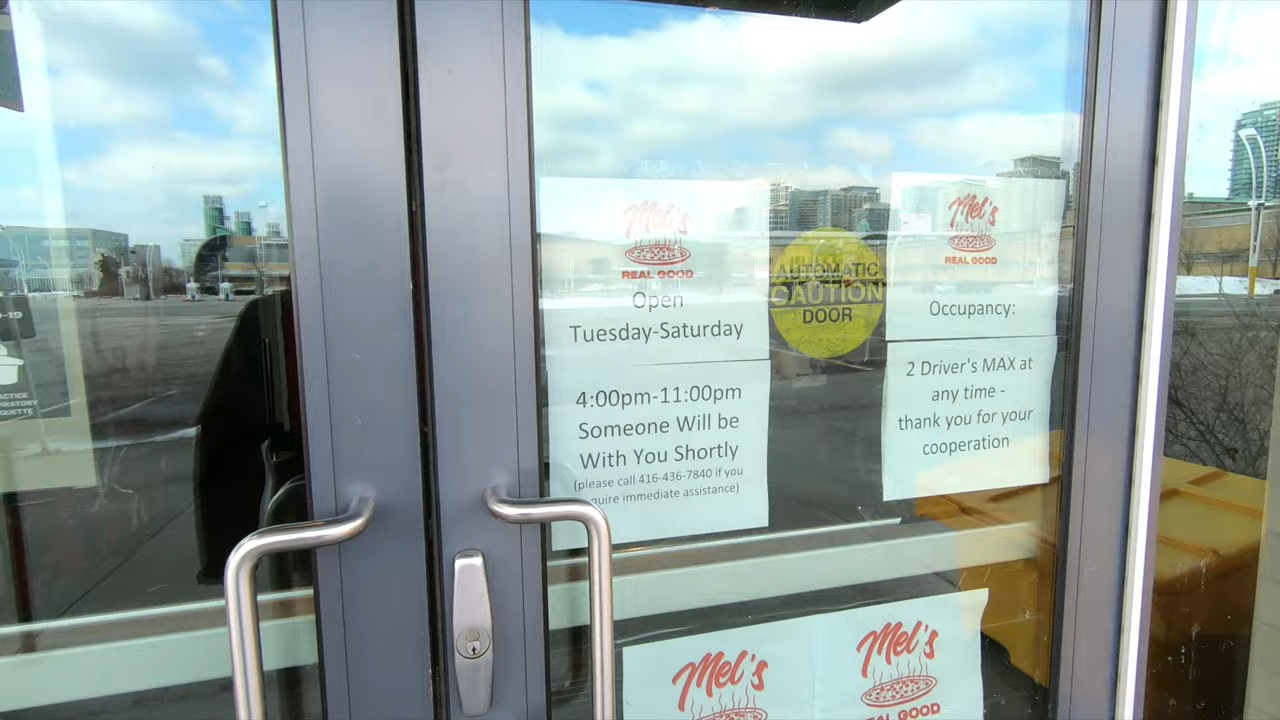 Mel's
REAL GOOD
Open
Tuesday-Saturday
4:00pm-11:00pm
Someone Will be
With You Shortly
(please call 416-436-7840 if you
immediate assistance)
AUTOMATIC
CAUTION
DOOR
Mel's
REAL GOOD
Occupancy:
2 Driver's MAX at
any time -
thank you for your
cooperation
Mel's
Mel's
REAL GOOD